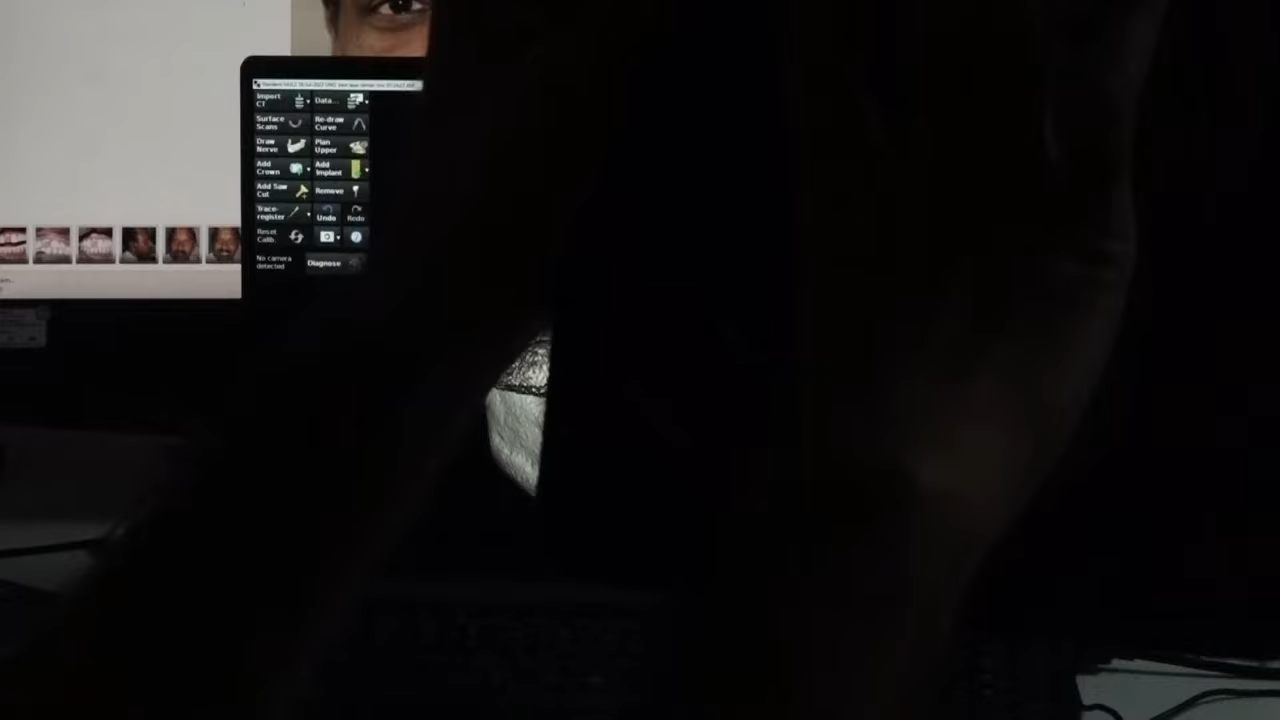 Import CT
Data...
Surface Scans
Re-draw Curve
Draw Nerve
Plan Upper
Add Crown
Add Implant
Add Saw Cut
Remove
Trace-register
Undo
Redo
Reset Calib.
No camera detected
Diagnose